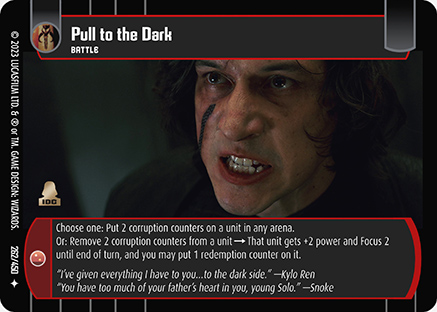 Pull to the Dark
BATTLE
© 2023 LUCASFILM LTD. & ® or TM. GAME DESIGN: WIZARDS.
IDC
Choose one: Put 2 corruption counters on a unit in any arena.
Or: Remove 2 corruption counters from a unit → That unit gets +2 power and Focus 2
until end of turn, and you may put 1 redemption counter on it.
"I've given everything I have to you...to the dark side." —Kylo Ren
"You have too much of your father's heart in you, young Solo." —Snoke